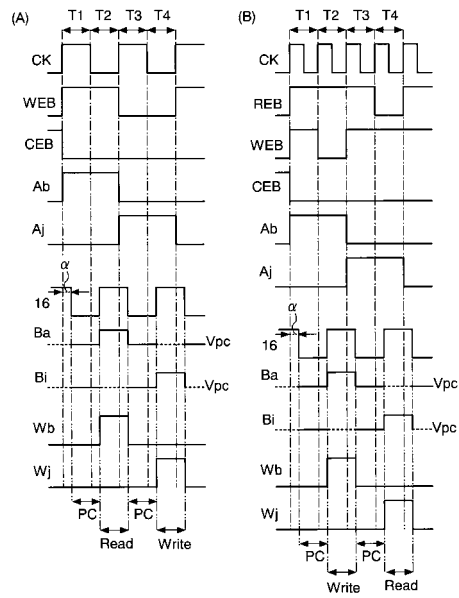 (A)
T1 T2 T3 T4
CK
WEB
CEB
Ab
Aj
α
16
Ba
Vpc
Bi
Vpc
Wb
Wj
PC PC
Read Write
(B)
T1 T2 T3 T4
CK
REB
WEB
CEB
Ab
Aj
α
16
Ba
Vpc
Bi
Vpc
Wb
Wj
PC PC
Write Read